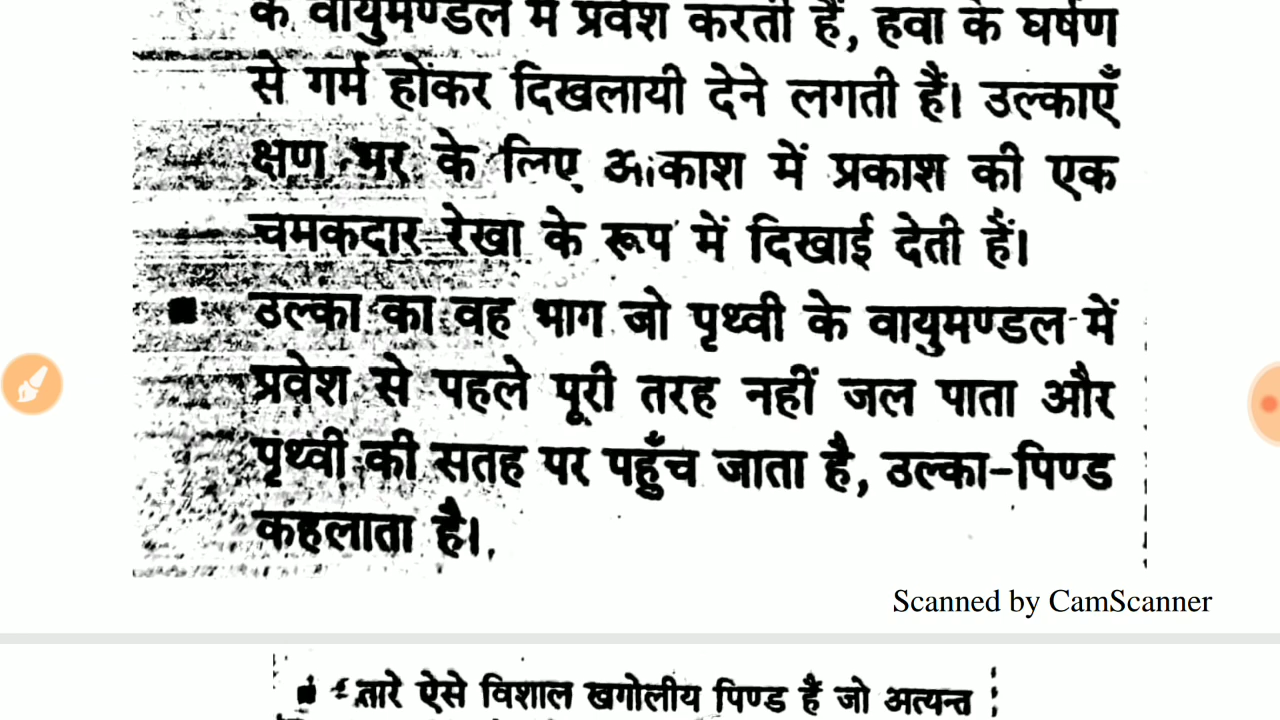 के वायुमण्डल में प्रवेश करती हैं, हवा के घर्षण
से गर्म होकर दिखलायी देने लगती हैं। उल्काएँ
क्षण भर के लिए आकाश में प्रकाश की एक
चमकदार रेखा के रूप में दिखाई देती हैं।
■ उल्का का वह भाग जो पृथ्वी के वायुमण्डल में
प्रवेश से पहले पूरी तरह नहीं जल पाता और
पृथ्वी की सतह पर पहुँच जाता है, उल्का-पिण्ड
कहलाता है।
Scanned by CamScanner
■ तारे ऐसे विशाल खगोलीय पिण्ड हैं जो अत्यन्त